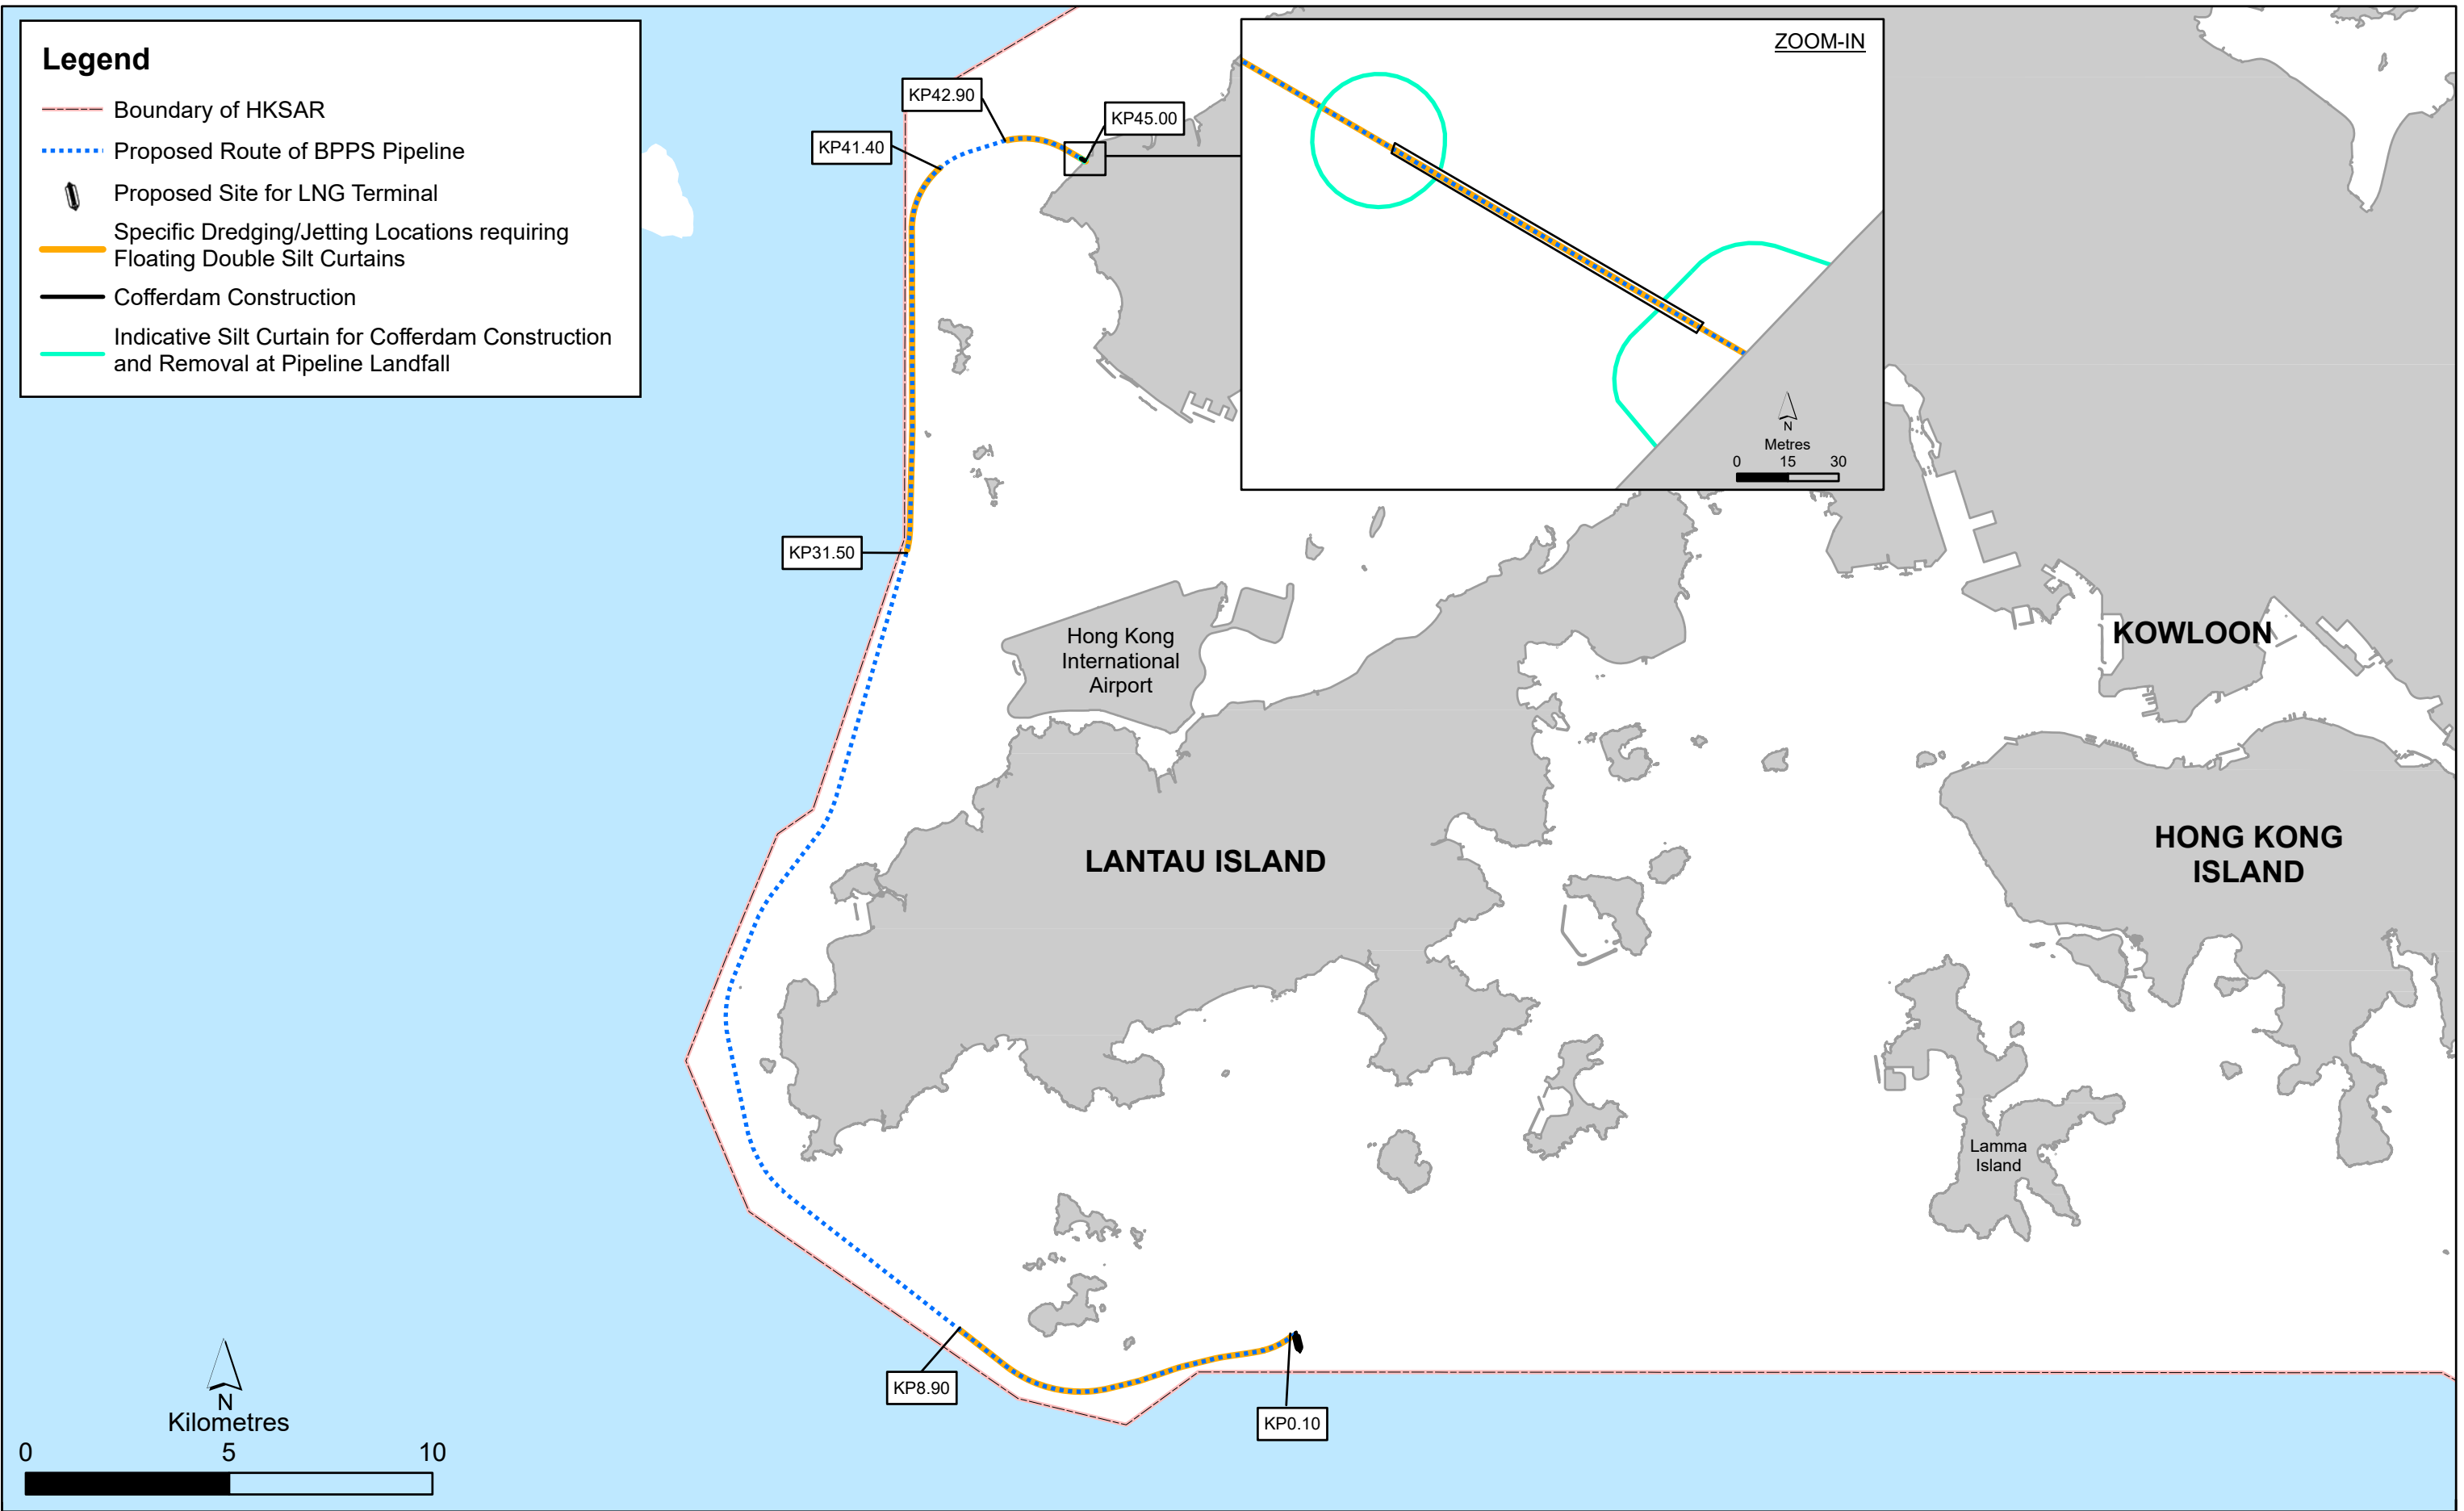 Legend
Boundary of HKSAR
Proposed Route of BPPS Pipeline
Proposed Site for LNG Terminal
Specific Dredging/Jetting Locations requiring
Floating Double Silt Curtains
Cofferdam Construction
Indicative Silt Curtain for Cofferdam Construction
and Removal at Pipeline Landfall
KP42.90
KP45.00
KP41.40
ZOOM-IN
N
Metres
0 15 30
KP31.50
Hong Kong
International
Airport
KOWLOON
LANTAU ISLAND
HONG KONG
ISLAND
Lamma
Island
KP8.90
KP0.10
N
Kilometres
0 5 10